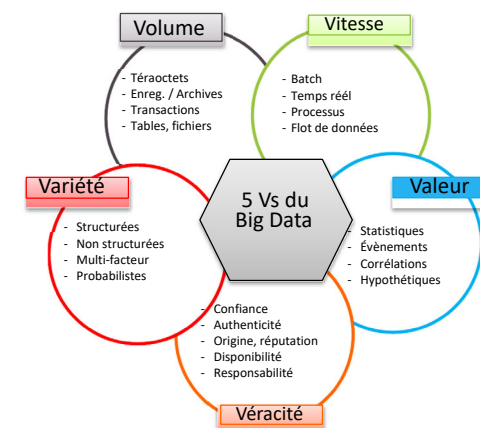 Volume
- Téraoctets
- Enreg. / Archives
- Transactions
- Tables, fichiers
Vitesse
- Batch
- Temps réél
- Processus
- Flot de données
Variété
- Structurées
- Non structurées
- Multi-facteur
- Probabilistes
5 Vs du
Big Data
Valeur
- Statistiques
- Évènements
- Corrélations
- Hypothétiques
- Confiance
- Authenticité
- Origine, réputation
- Disponibilité
- Responsabilité
Véracité